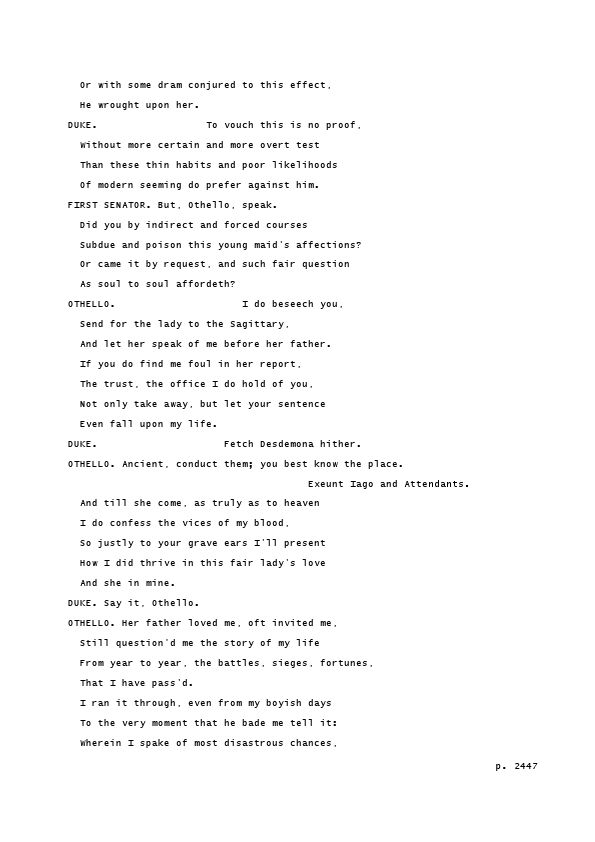 Or with some dram conjured to this effect,
He wrought upon her.
DUKE. To vouch this is no proof,
Without more certain and more overt test
Than these thin habits and poor likelihoods
Of modern seeming do prefer against him.
FIRST SENATOR. But, Othello, speak.
Did you by indirect and forced courses
Subdue and poison this young maid's affections?
Or came it by request, and such fair question
As soul to soul affordeth?
OTHELLO. I do beseech you,
Send for the lady to the Sagittary,
And let her speak of me before her father.
If you do find me foul in her report,
The trust, the office I do hold of you,
Not only take away, but let your sentence
Even fall upon my life.
DUKE. Fetch Desdemona hither.
OTHELLO. Ancient, conduct them; you best know the place.
Exeunt Iago and Attendants.
And till she come, as truly as to heaven
I do confess the vices of my blood,
So justly to your grave ears I'll present
How I did thrive in this fair lady's love
And she in mine.
DUKE. Say it, Othello.
OTHELLO. Her father loved me, oft invited me,
Still question'd me the story of my life
From year to year, the battles, sieges, fortunes,
That I have pass'd.
I ran it through, even from my boyish days
To the very moment that he bade me tell it:
Wherein I spake of most disastrous chances,
p. 2447